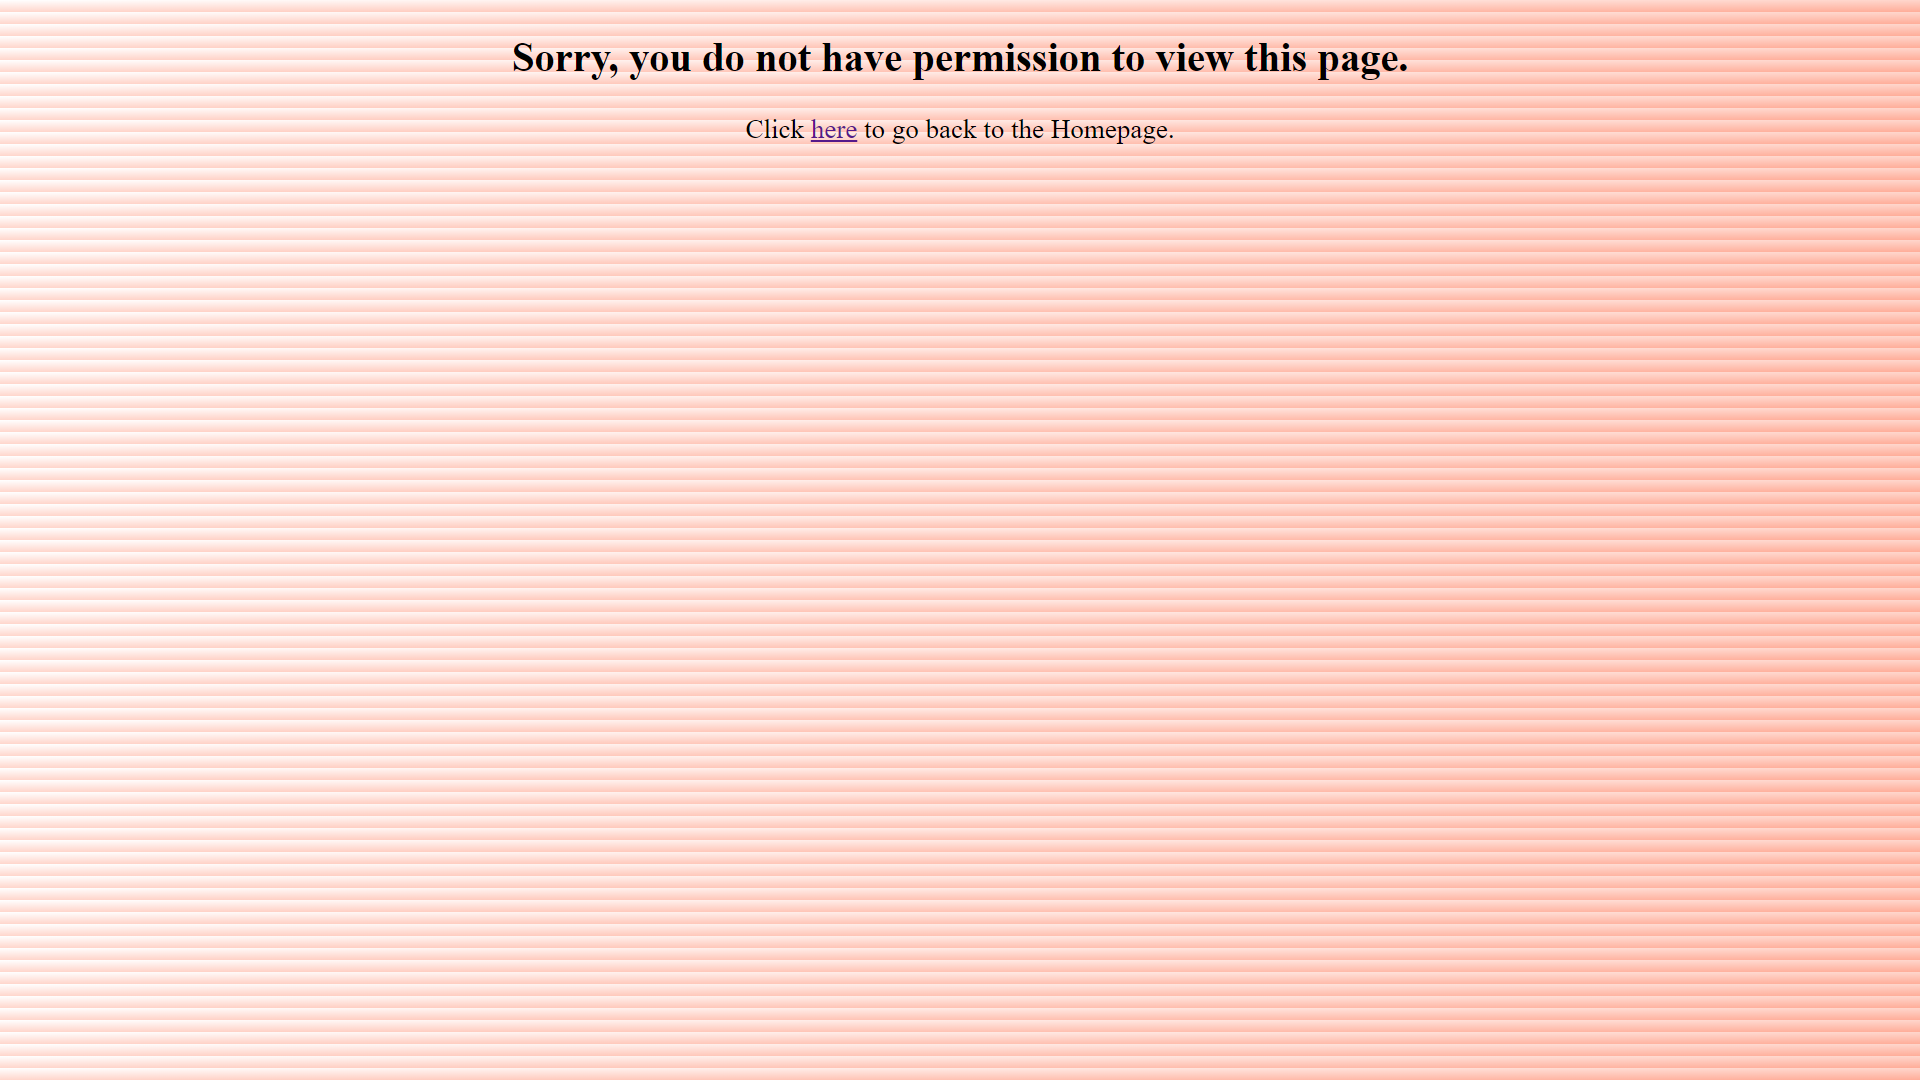 Sorry, you do not have permission to view this page.
Click here to go back to the Homepage.